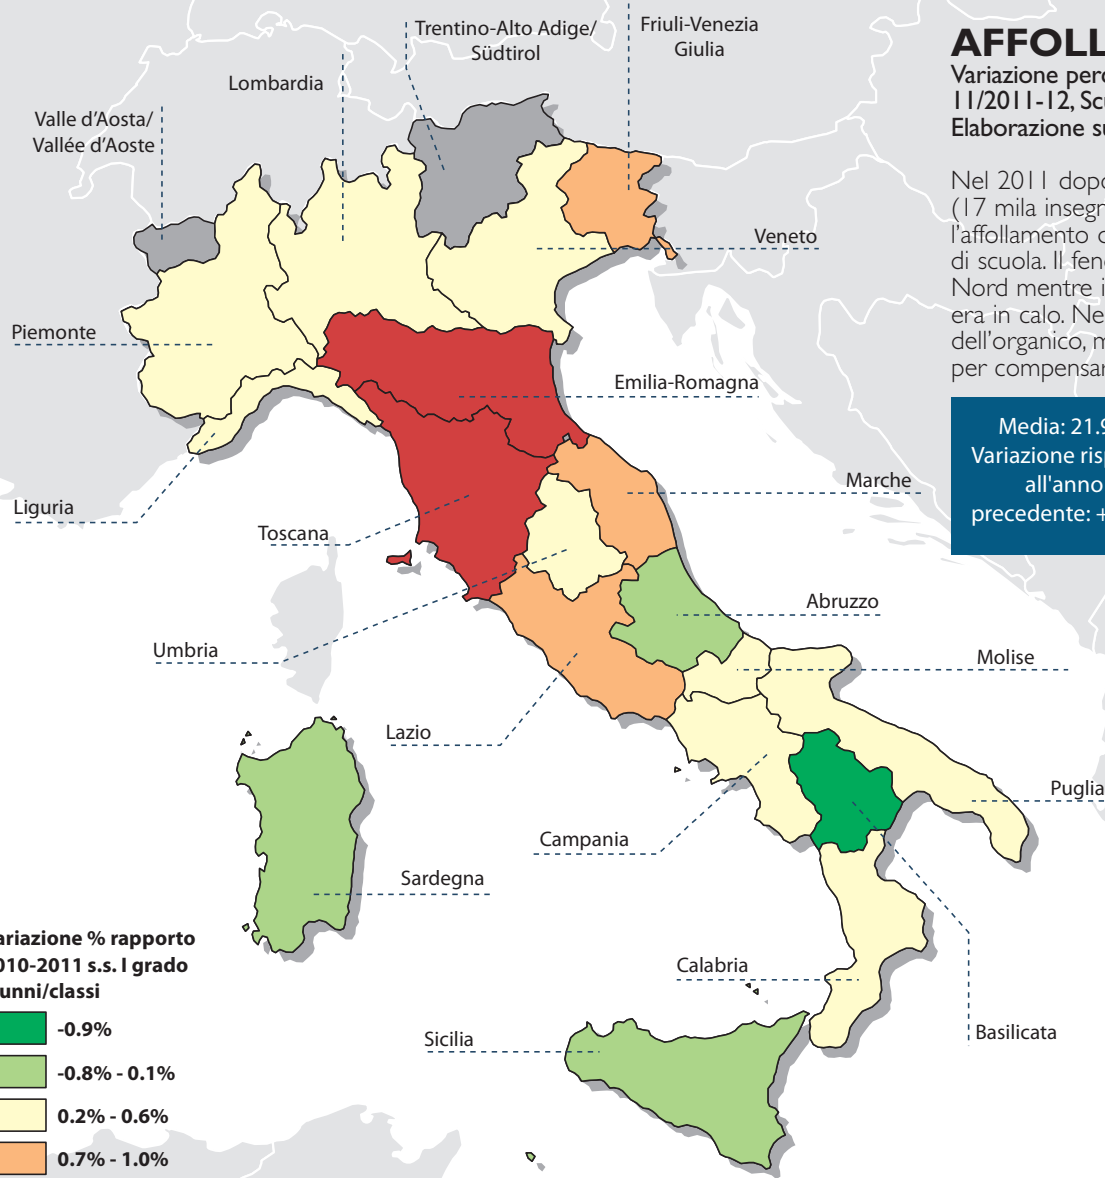 Trentino-Alto Adige/
Südtirol
Friuli-Venezia
Giulia
Lombardia
Valle d'Aosta/
Vallée d'Aoste
Veneto
Piemonte
Emilia-Romagna
Marche
Liguria
Toscana
Abruzzo
Umbria
Molise
Lazio
Puglia
Campania
Sardegna
Calabria
Sicilia
Basilicata
AFFOLL
Variazione perc
11/2011-12, Scu
Elaborazione su
Nel 2011 dopo
(17 mila insegn
l'affollamento c
di scuola. Il fen
Nord mentre i
era in calo. Ne
dell'organico, m
per compensar
Media: 21.9
Variazione risp
all'anno
precedente: +
ariazione % rapporto
010-2011 s.s. I grado
unni/classi
-0.9%
-0.8% - 0.1%
0.2% - 0.6%
0.7% - 1.0%